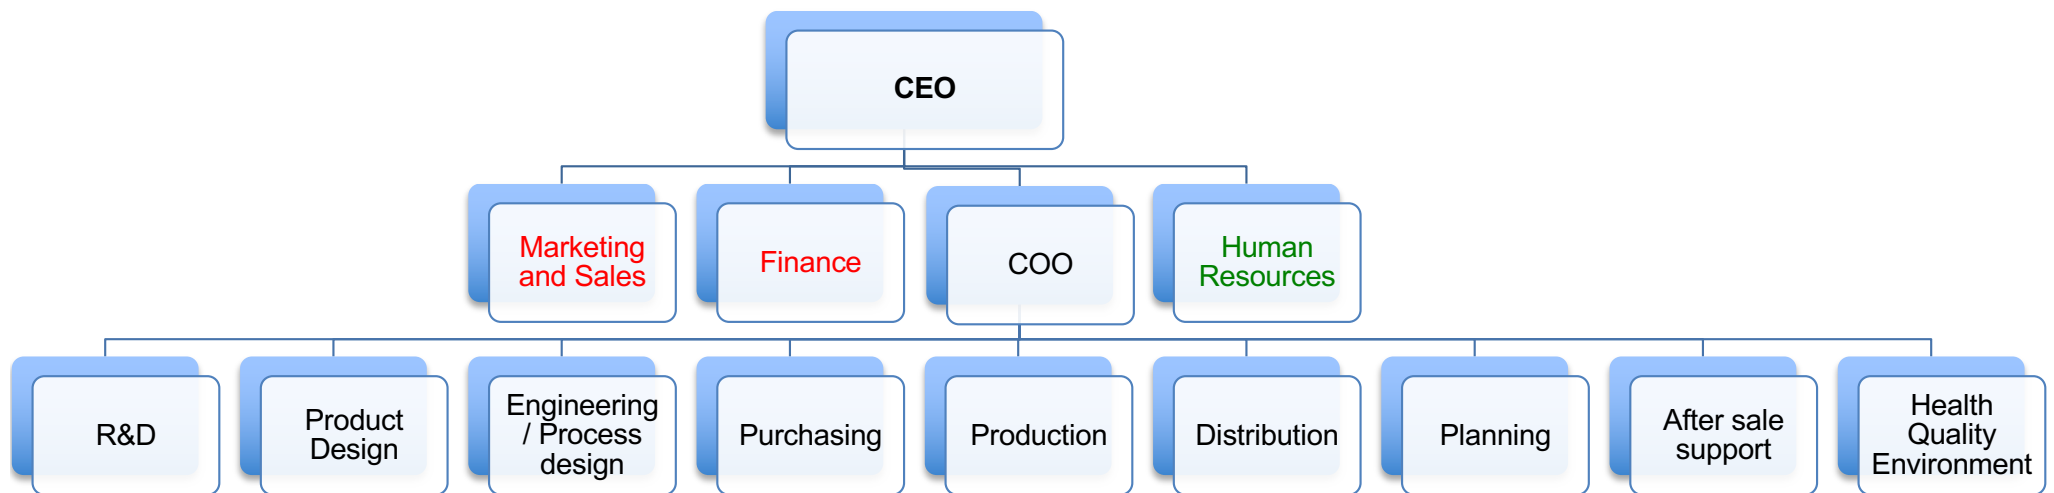 CEO
Marketing
and Sales
Finance
COO
Human
Resources
R&D
Product
Design
Engineering
/ Process
design
Purchasing
Production
Distribution
Planning
After sale
support
Health
Quality
Environment